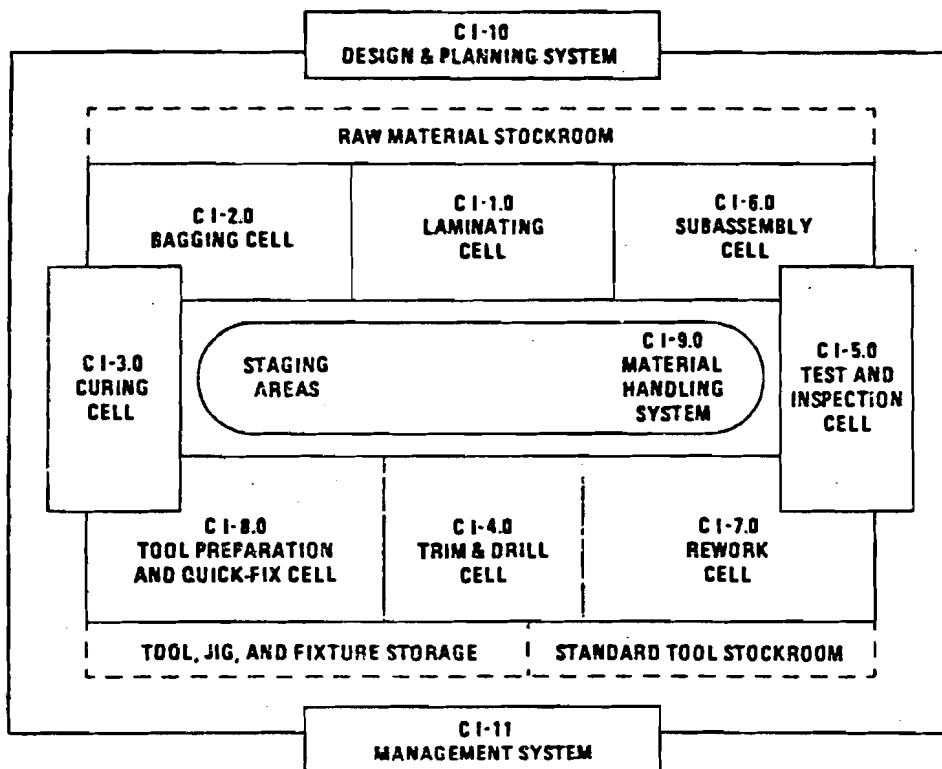 C I-10
DESIGN & PLANNING SYSTEM
RAW MATERIAL STOCKROOM
C I-2.0
BAGGING CELL
C I-1.0
LAMINATING
CELL
C I-6.0
SUBASSEMBLY
CELL
C I-3.0
CURING
CELL
STAGING
AREAS
C I-9.0
MATERIAL
HANDLING
SYSTEM
C I-5.0
TEST AND
INSPECTION
CELL
C I-8.0
TOOL PREPARATION
AND QUICK-FIX CELL
C I-4.0
TRIM & DRILL
CELL
C I-7.0
REWORK
CELL
TOOL, JIG, AND FIXTURE STORAGE
STANDARD TOOL STOCKROOM
C I-11
MANAGEMENT SYSTEM